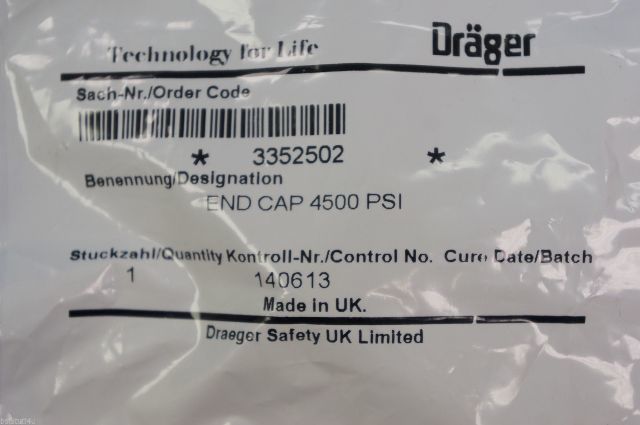 Technology for Life
Dräger
Sach-Nr./Order Code
* 3352502 *
Benennung/Designation
END CAP 4500 PSI
Stuckzahl/Quantity Kontroll-Nr./Control No. Cure Date/Batch
1 140613
Made in UK.
Draeger Safety UK Limited